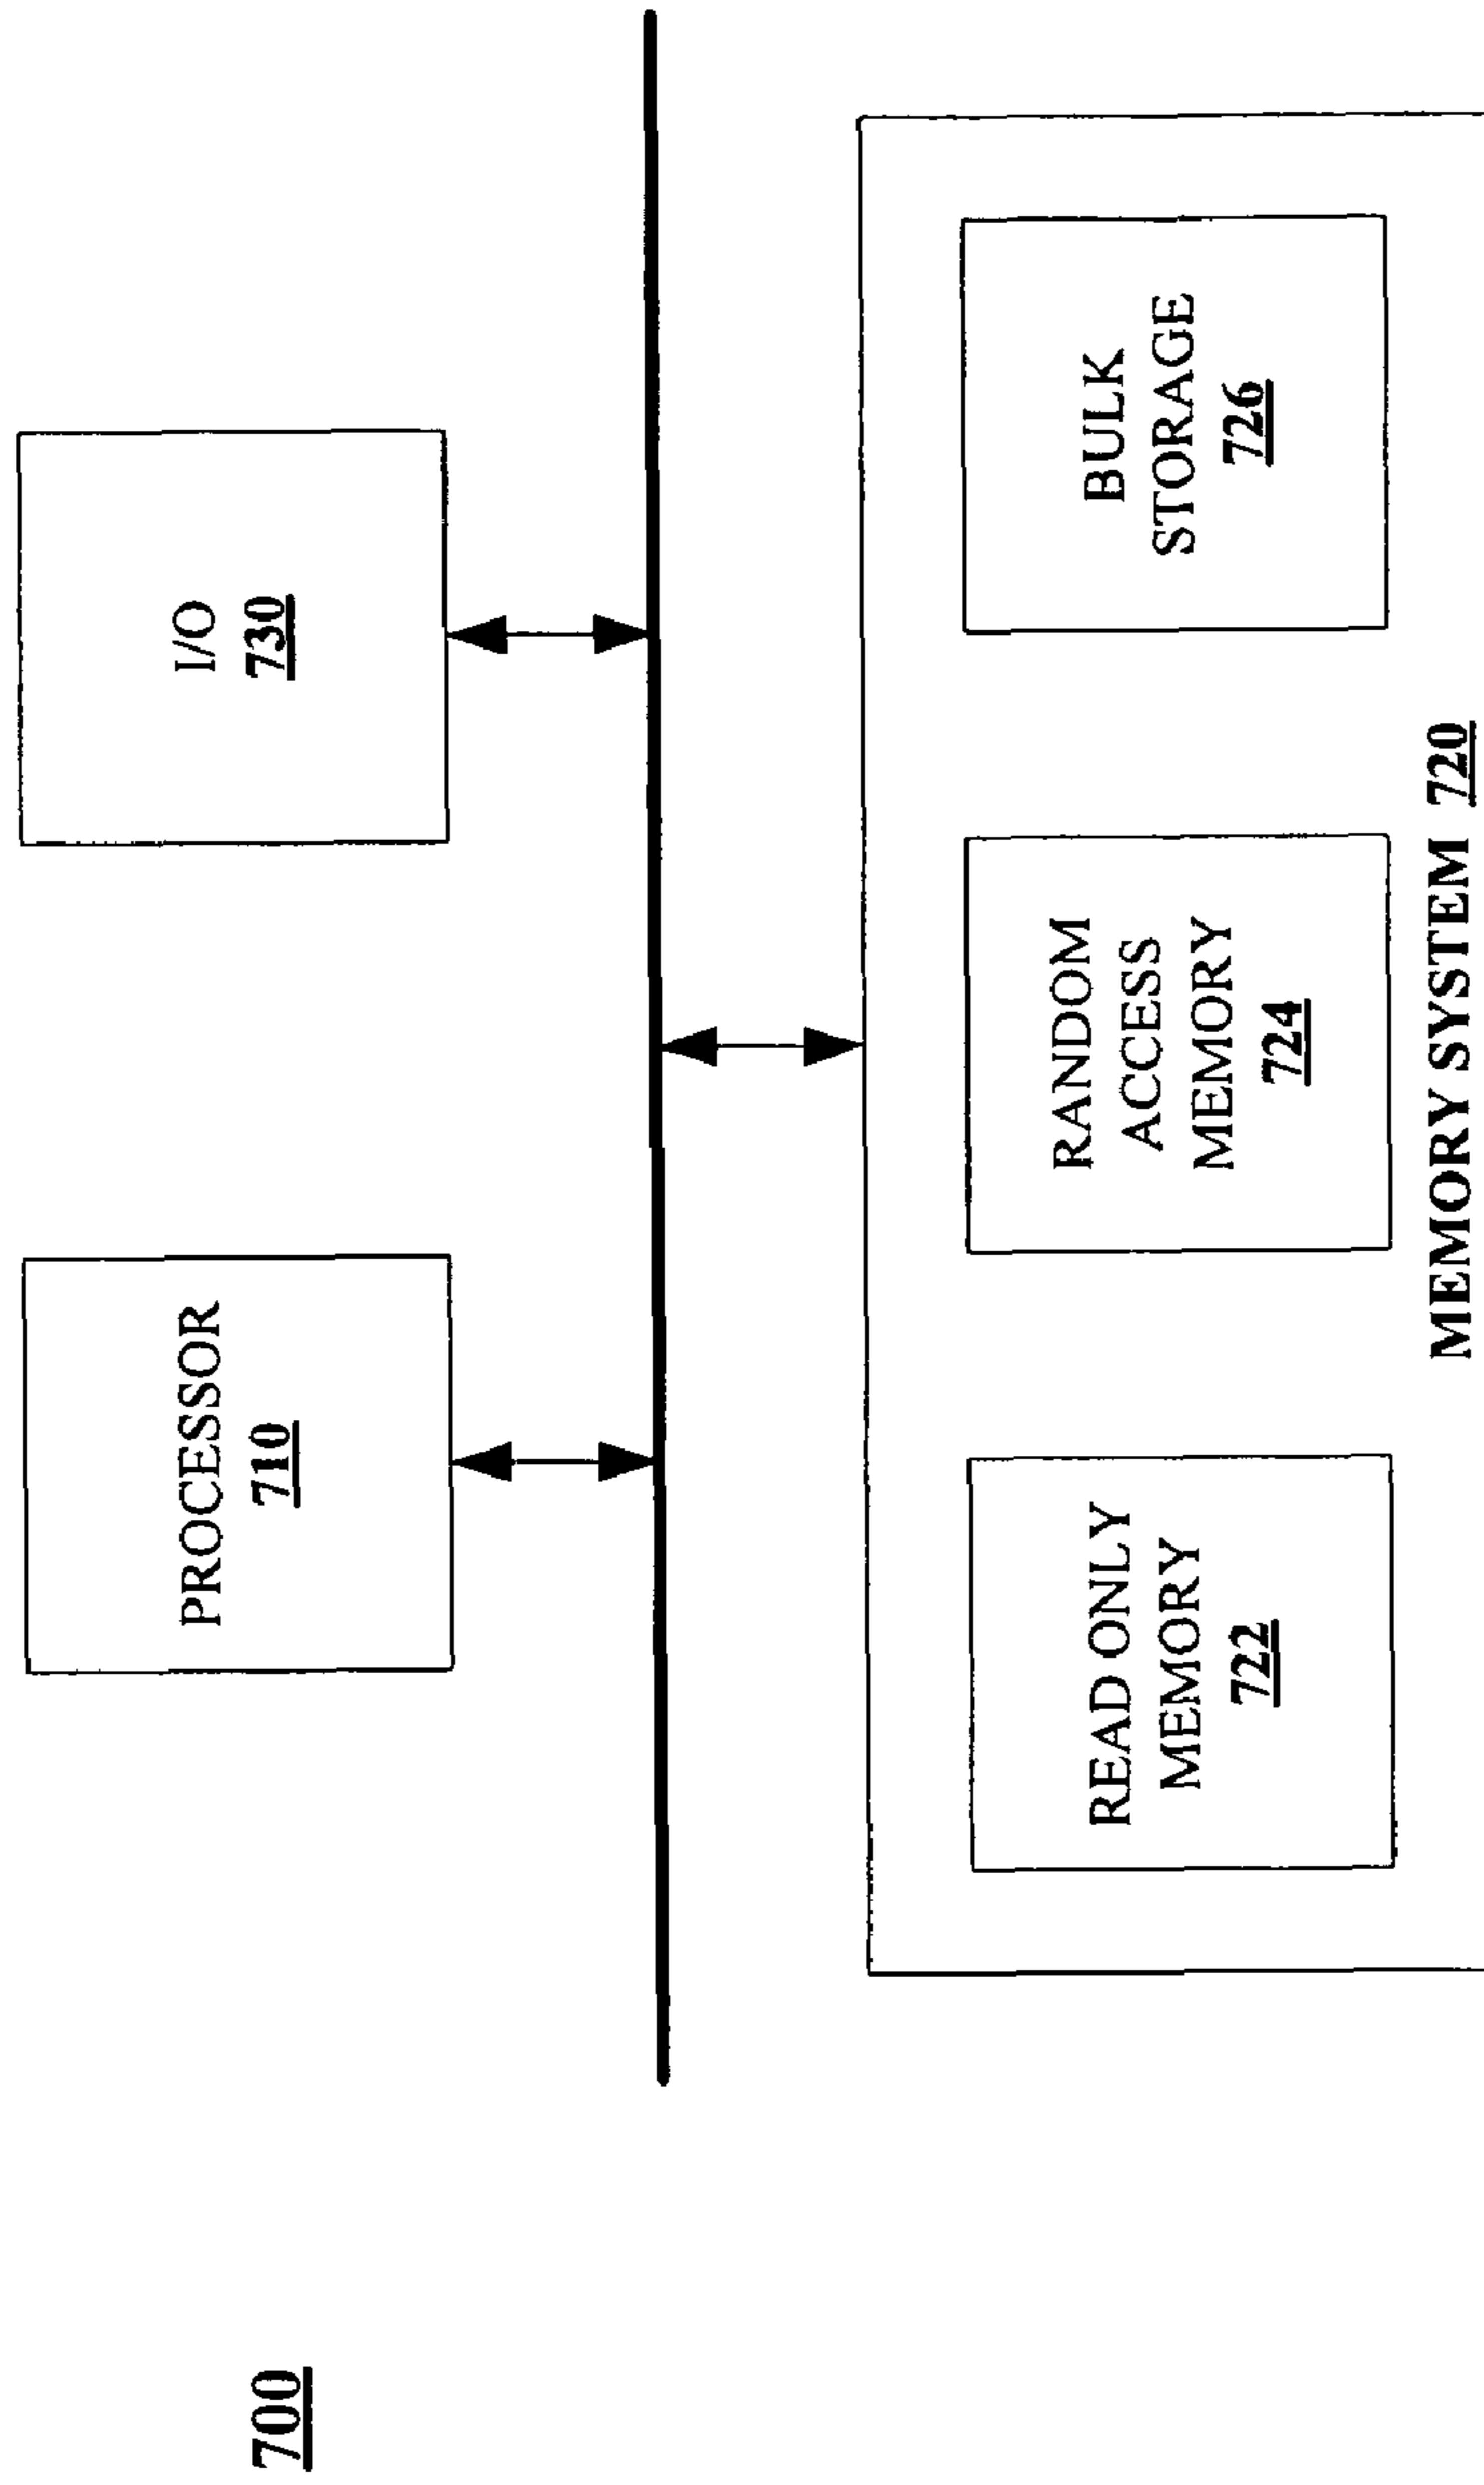 700
PROCESSOR
710
I/O
730
READ ONLY
MEMORY
722
RANDOM
ACCESS
MEMORY
724
BULK
STORAGE
726
MEMORY SYSTEM 720